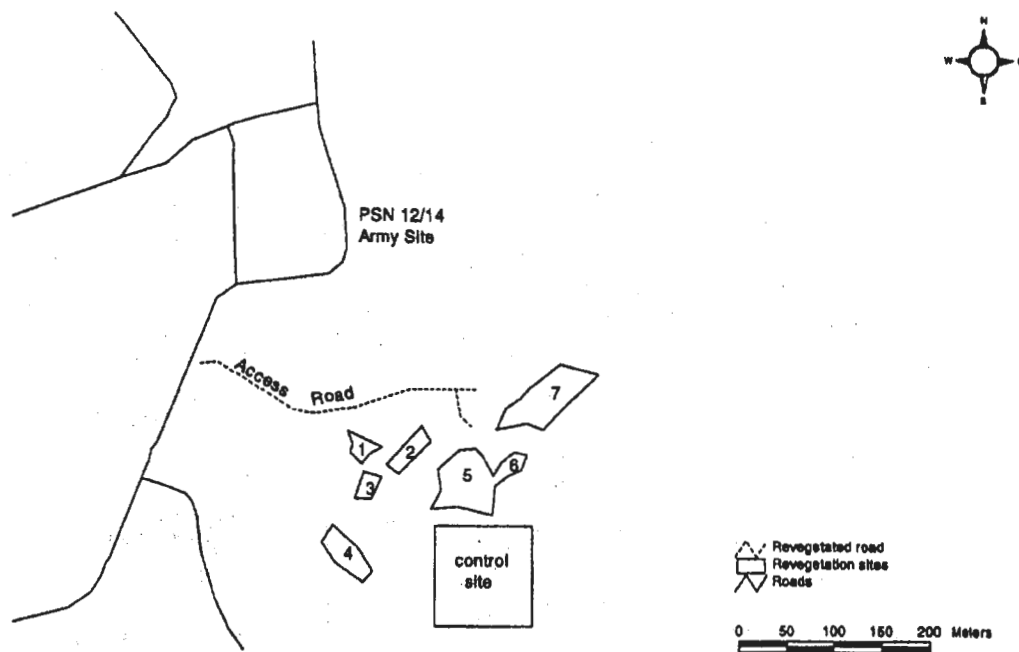 N
W
S
PSN 12/14
Army Site
Access Road
7
1
2
6
5
3
4
control
site
Revegstated road
Revegetation sites
Roads
0 50 100 150 200 Meters